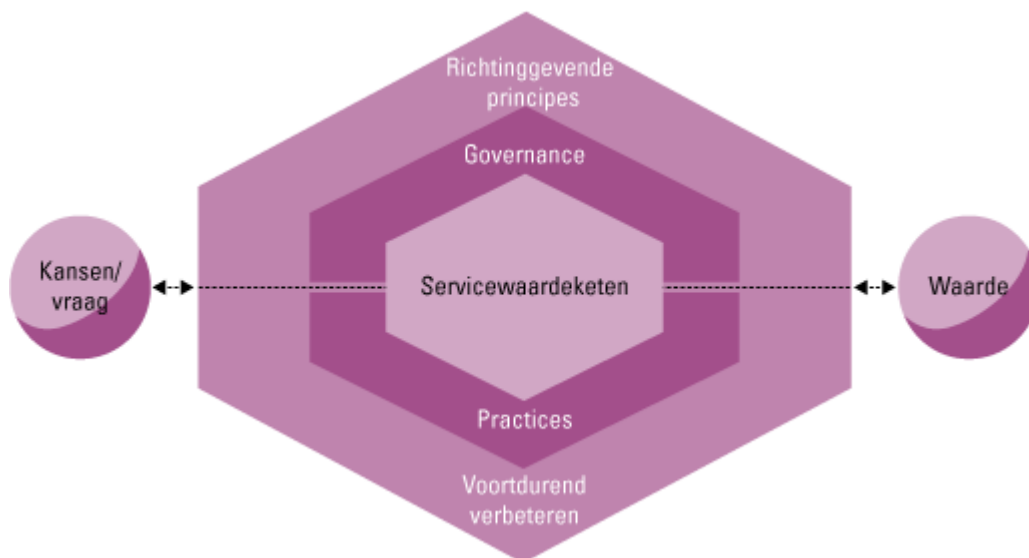 Richtinggevende
principes
Governance
Kansen/
vraag
Servicewaardeketen
Waarde
Practices
Voortdurend
verbeteren